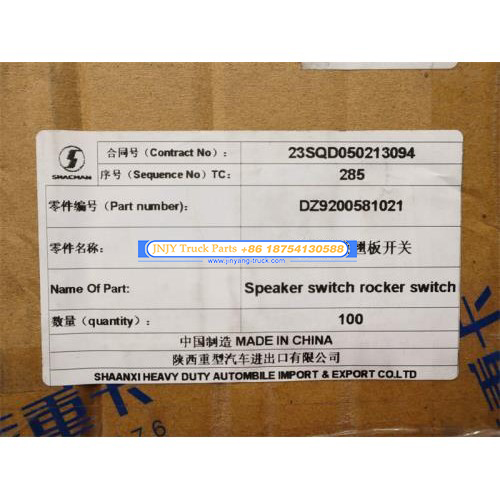 SHACMAN
合同号（Contract No）： 23SQD050213094
序号（Sequence No）TC： 285
零件编号（Part number）： DZ9200581021
零件名称： 翘板开关
JNJY Truck Parts +86 18754130588
www.jinyang-truck.com
Name Of Part: Speaker switch rocker switch
数量（quantity）： 100
中国制造 MADE IN CHINA
陕西重型汽车进出口有限公司
SHAANXI HEAVY DUTY AUTOMBILE IMPORT & EXPORT CO.LTD
重卡
76